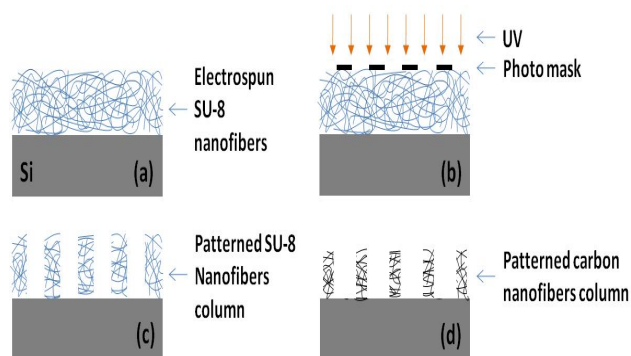 Electrospun
SU-8
nanofibers
Si
(a)
UV
Photo mask
(b)
Patterned SU-8
Nanofibers
column
(c)
Patterned carbon
nanofibers column
(d)